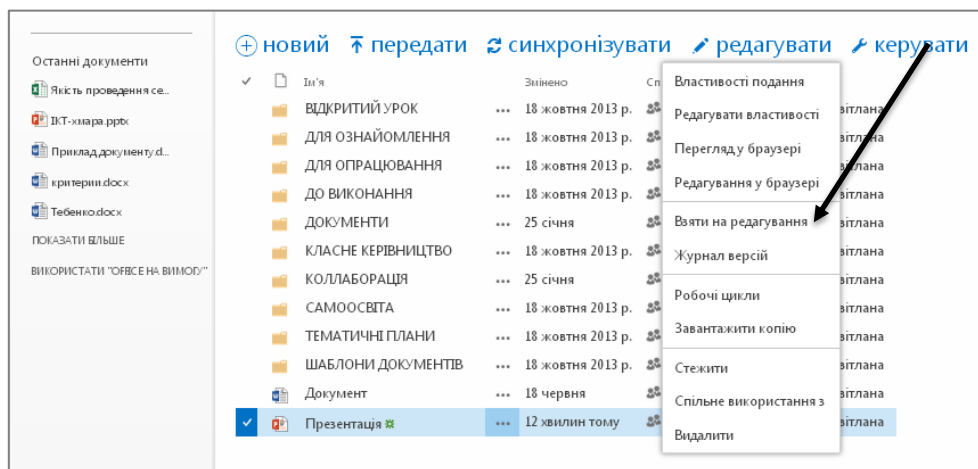 Останні документи
Якість проведення се...
ІКТ-хмара.pptx
Приклад документу.d...
критерии.docx
Тебенко.docx
ПОКАЗАТИ БІЛЬШЕ
ВИКОРИСТАТИ "OFFICE НА ВИМОГУ"
новий передати синхронізувати редагувати керувати
Ім'я Змінено Сп
ВІДКРИТИЙ УРОК ... 18 жовтня 2013 р. вітлана
ДЛЯ ОЗНАЙОМЛЕННЯ ... 18 жовтня 2013 р. вітлана
ДЛЯ ОПРАЦЮВАННЯ ... 18 жовтня 2013 р. вітлана
ДО ВИКОНАННЯ ... 18 жовтня 2013 р. вітлана
ДОКУМЕНТИ ... 25 січня вітлана
КЛАСНЕ КЕРІВНИЦТВО ... 18 жовтня 2013 р. вітлана
КОЛЛАБОРАЦІЯ ... 25 січня вітлана
САМООСВІТА ... 18 жовтня 2013 р. вітлана
ТЕМАТИЧНІ ПЛАНИ ... 18 жовтня 2013 р. вітлана
ШАБЛОНИ ДОКУМЕНТІВ ... 18 жовтня 2013 р. вітлана
Документ ... 18 червня вітлана
Презентація ... 12 хвилин тому вітлана
Властивості подання
Редагувати властивості
Перегляд у браузері
Редагування у браузері
Взяти на редагування
Журнал версій
Робочі цикли
Завантажити копію
Стежити
Спільне використання з
Видалити